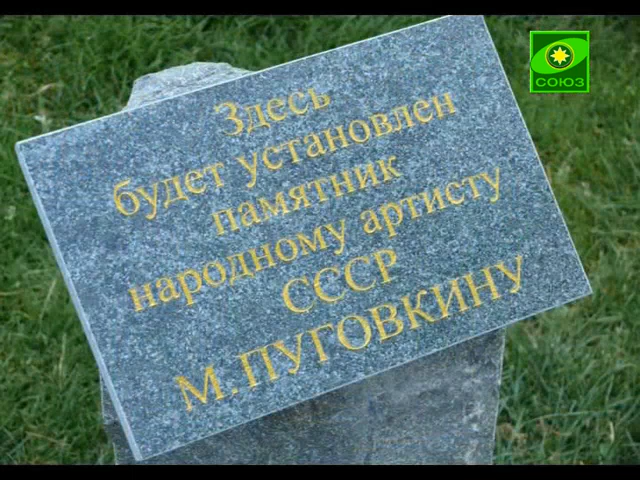 Здесь
будет установлен
памятник
народному артисту
СССР
М.ПУГОВКИНУ
СОЮЗ